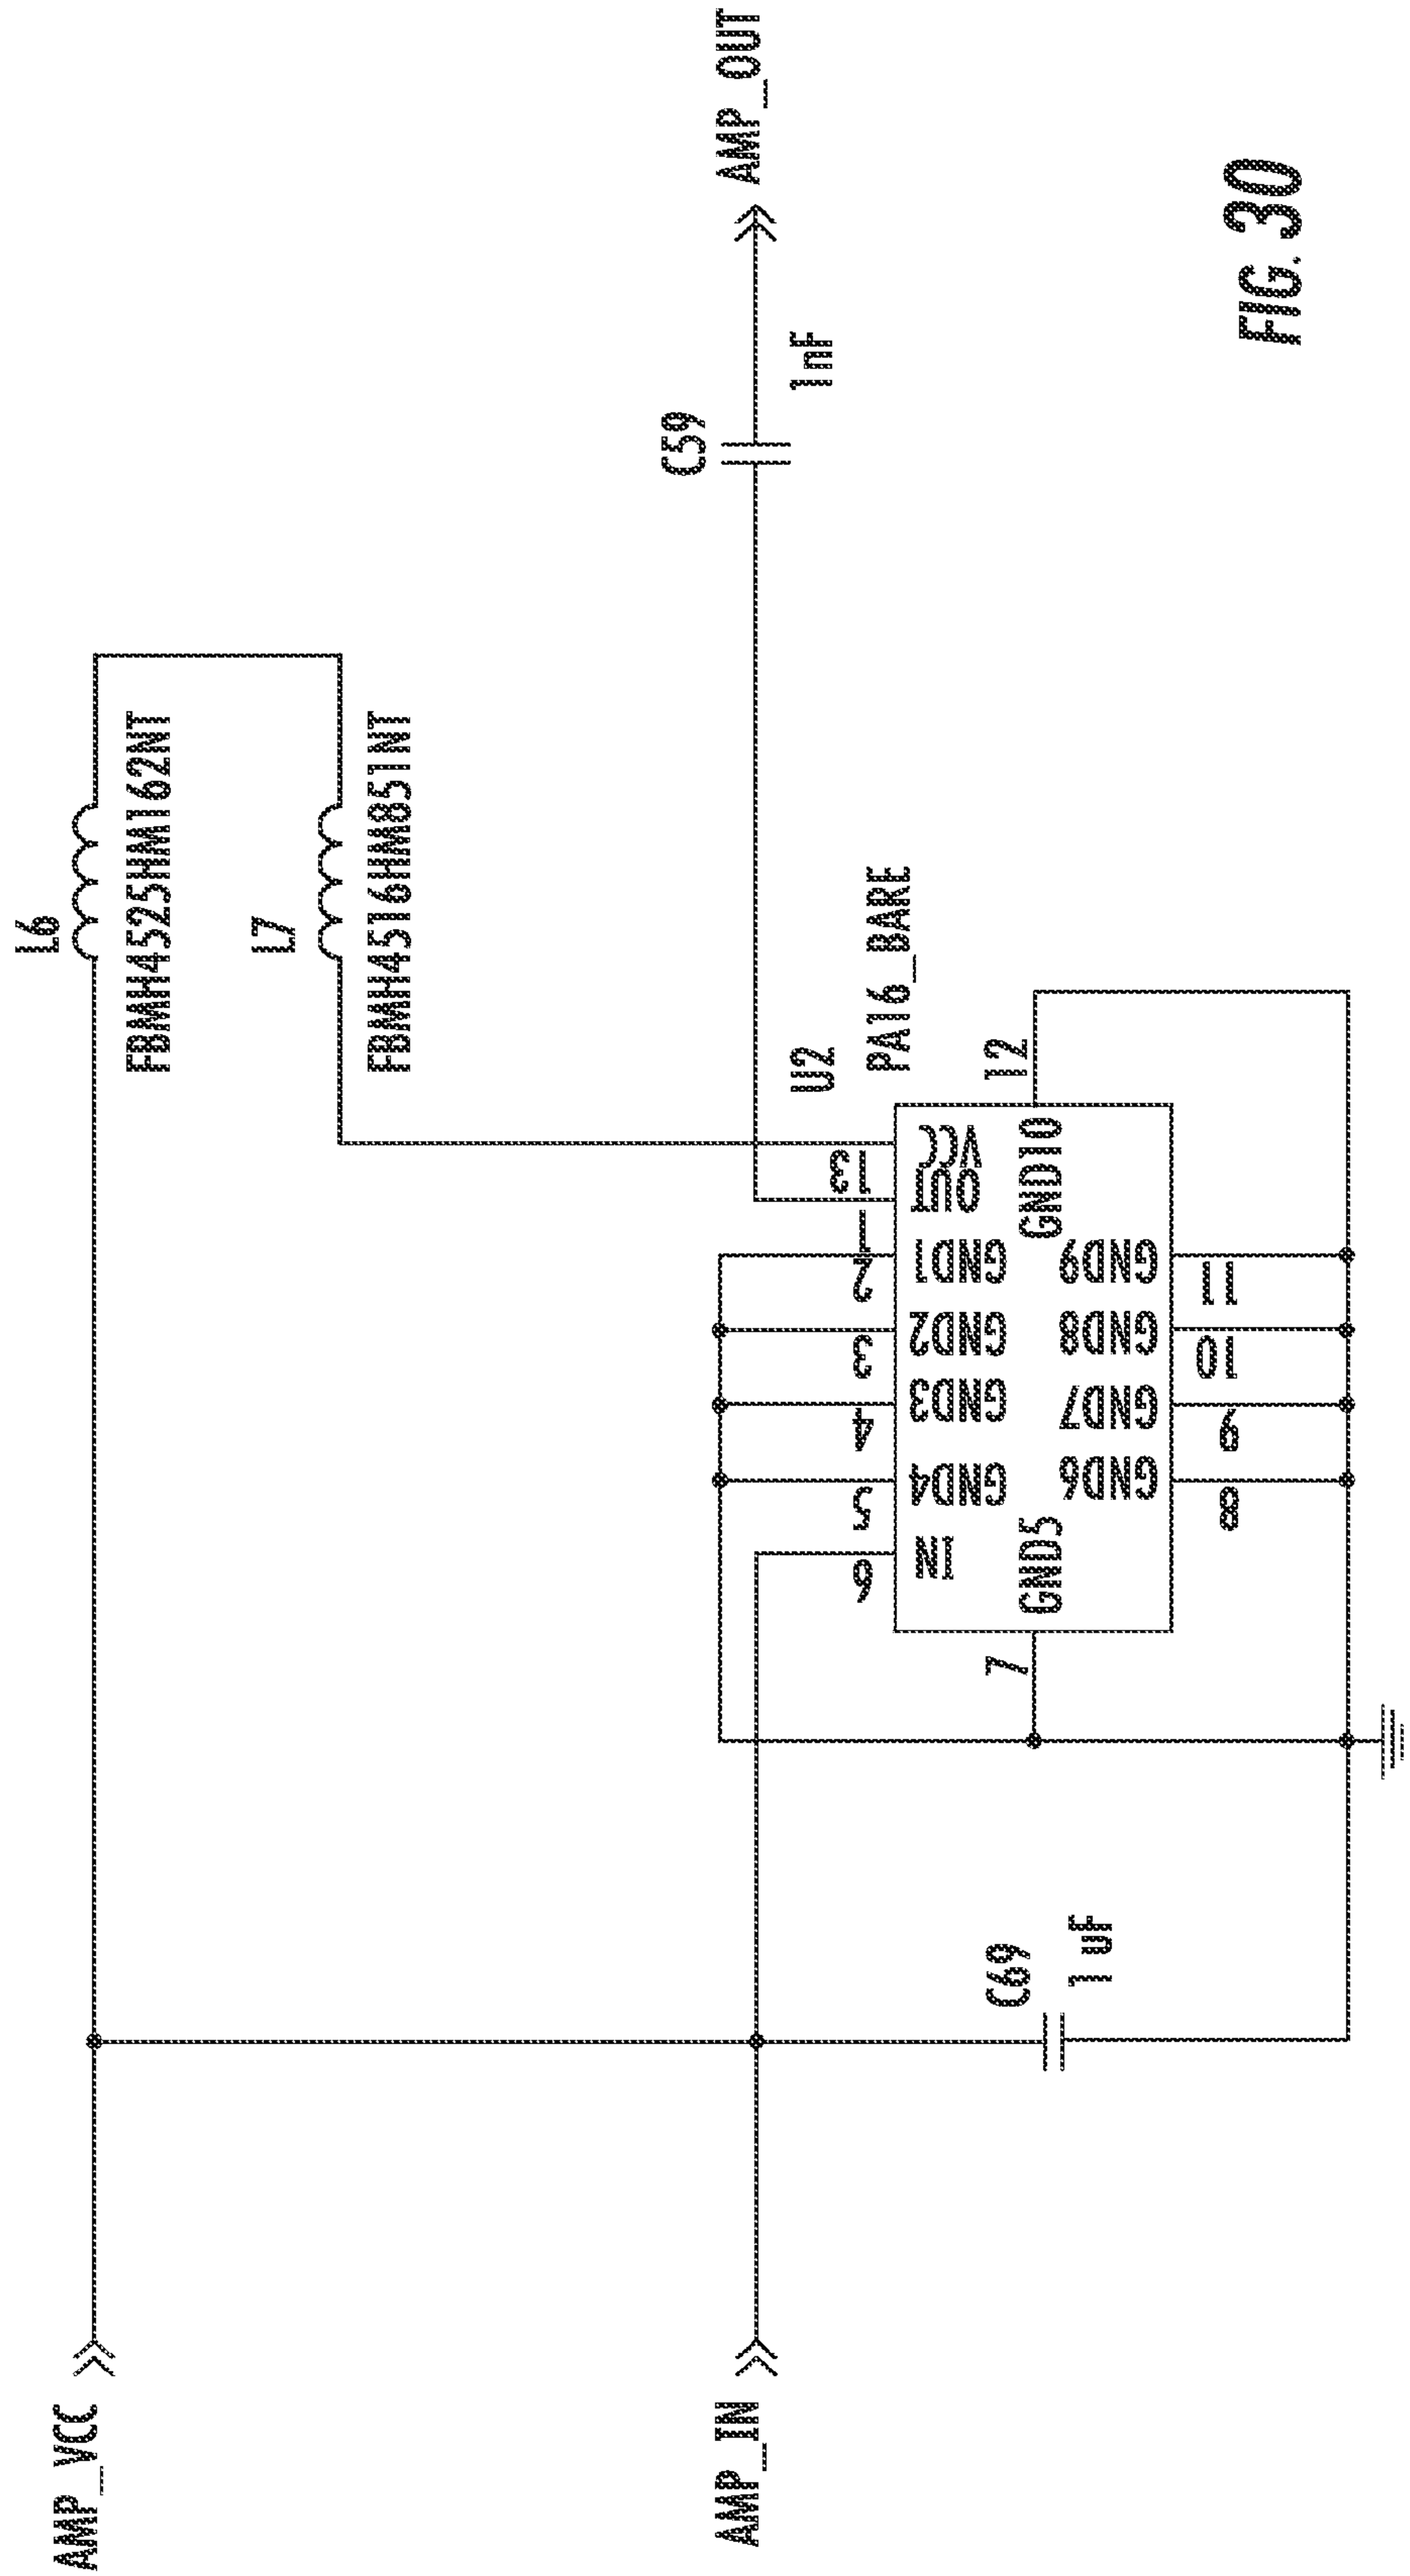 L6
FBMH4525HM162NT
L7
FBMH4516HM851NT
AMP_VCC
C59
1nF
AMP_OUT
AMP_IN
U2
PA16_BARE
13
1
2
3
4
5
6
VCC
OUT
GND1
GND2
GND3
GND4
IN
7
GND5
GND10
12
GND6
GND7
GND8
GND9
8
9
10
11
C69
1uF
FIG. 30